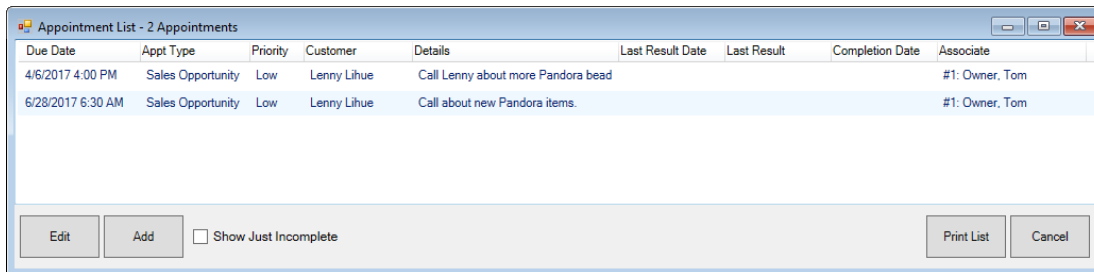 Appointment List - 2 Appointments
Due Date Appt Type Priority Customer Details Last Result Date Last Result Completion Date Associate
4/6/2017 4:00 PM Sales Opportunity Low Lenny Lihue Call Lenny about more Pandora bead #1: Owner, Tom
6/28/2017 6:30 AM Sales Opportunity Low Lenny Lihue Call about new Pandora items. #1: Owner, Tom
Edit Add Show Just Incomplete Print List Cancel